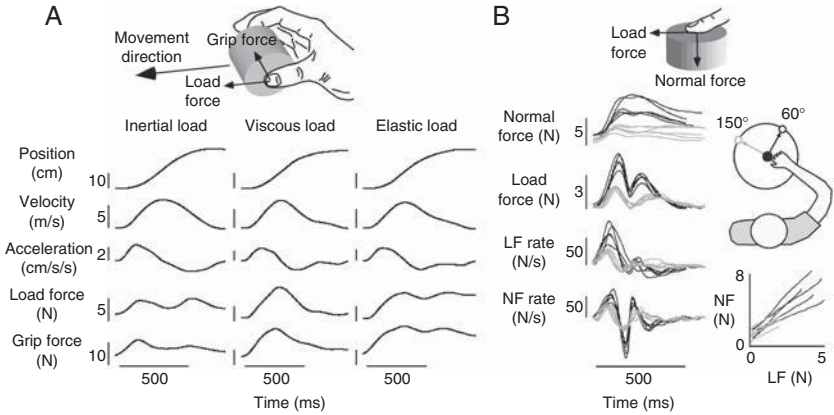 A
Movement
direction
Grip force
Load
force
Inertial load
Viscous load
Elastic load
Position
(cm)
10
Velocity
(m/s)
5
Acceleration
(cm/s/s)
2
Load force
(N)
5
Grip force
(N)
10
500
500
500
Time (ms)
B
Load
force
Normal force
Normal
force (N)
5
Load
force (N)
3
LF rate
(N/s)
50
NF rate
(N/s)
50
500
Time (ms)
150°
60°
8
NF
(N)
0
0
5
LF (N)